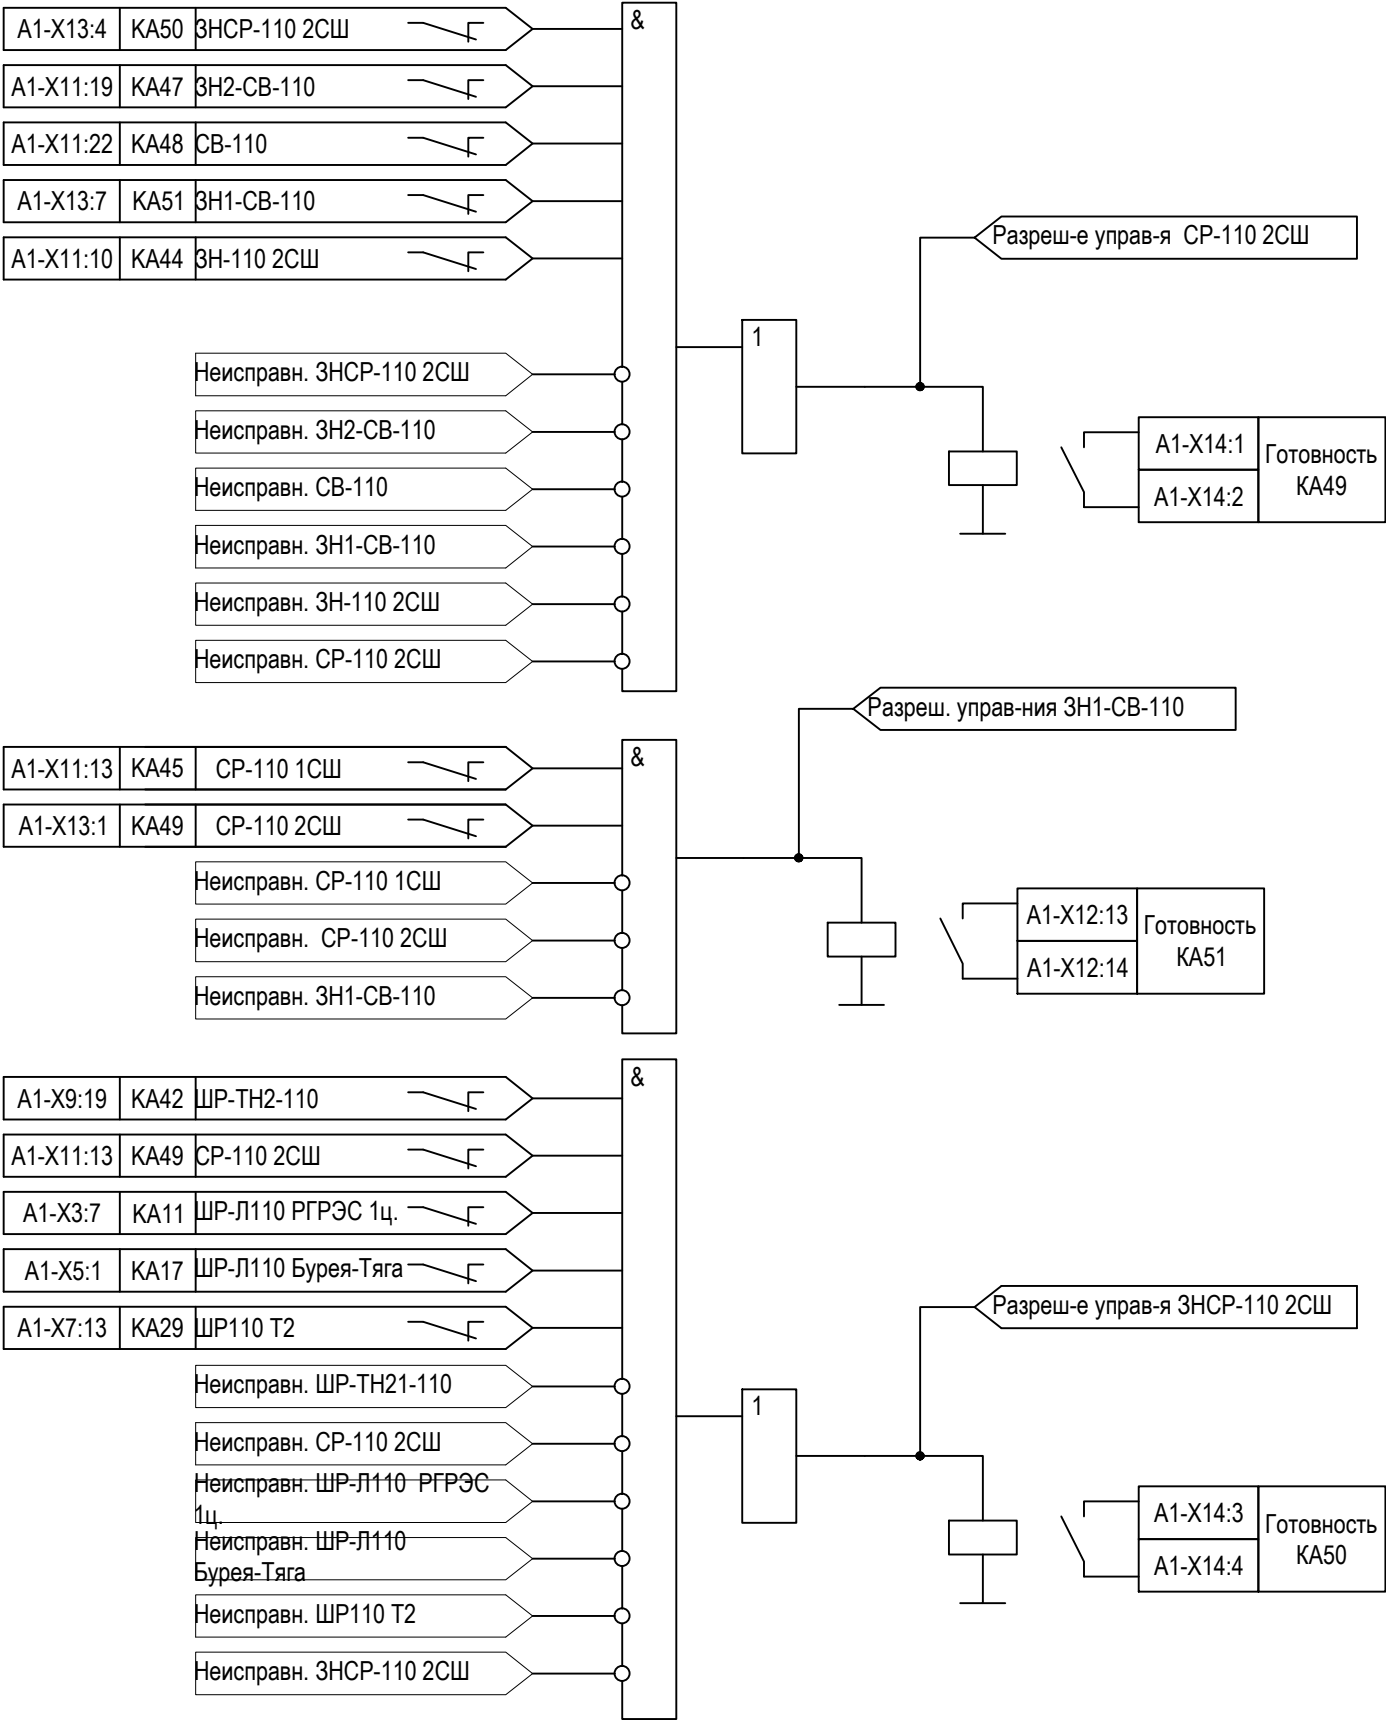 А1-Х13:4 КА50 ЗНСР-110 2СШ
&
А1-Х11:19 КА47 ЗН2-СВ-110
А1-Х11:22 КА48 СВ-110
А1-Х13:7 КА51 ЗН1-СВ-110
Разреш-е управ-я СР-110 2СШ
А1-Х11:10 КА44 ЗН-110 2СШ
1
Неисправн. ЗНСР-110 2СШ
Неисправн. ЗН2-СВ-110
Неисправн. СВ-110
Неисправн. ЗН1-СВ-110
Неисправн. ЗН-110 2СШ
Неисправн. СР-110 2СШ
А1-Х14:1
А1-Х14:2
Готовность
КА49
Разреш. управ-ния ЗН1-СВ-110
А1-Х11:13 КА45 СР-110 1СШ
&
А1-Х13:1 КА49 СР-110 2СШ
Неисправн. СР-110 1СШ
Неисправн. СР-110 2СШ
Неисправн. ЗН1-СВ-110
А1-Х12:13
А1-Х12:14
Готовность
КА51
&
А1-Х9:19 КА42 ШР-ТН2-110
А1-Х11:13 КА49 СР-110 2СШ
А1-Х3:7 КА11 ШР-Л110 РГРЭС 1ц.
А1-Х5:1 КА17 ШР-Л110 Бурея-Тяга
А1-Х7:13 КА29 ШР110 Т2
Разреш-е управ-я ЗНСР-110 2СШ
Неисправн. ШР-ТН21-110
1
Неисправн. СР-110 2СШ
Неисправн. ШР-Л110 РГРЭС
1ц.
Неисправн. ШР-Л110
Бурея-Тяга
Неисправн. ШР110 Т2
Неисправн. ЗНСР-110 2СШ
А1-Х14:3
А1-Х14:4
Готовность
КА50